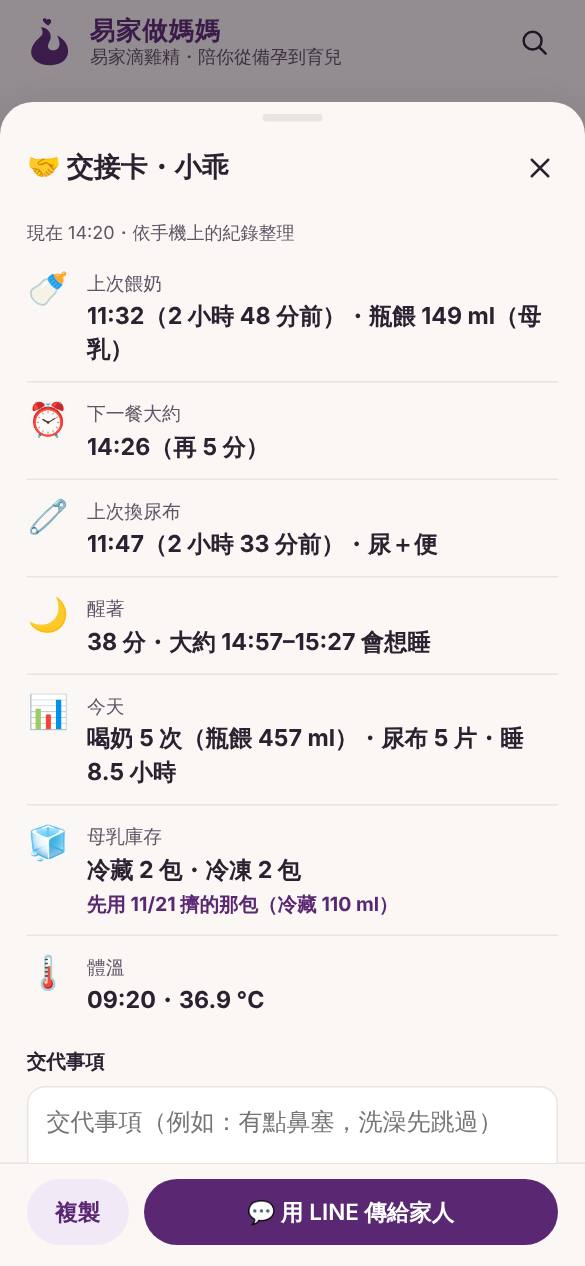 易家做媽媽
易家滴雞精・陪你從備孕到育兒
交接卡・小乖
現在 14:20・依手機上的紀錄整理
上次餵奶
11:32（2 小時 48 分前）・瓶餵 149 ml（母
乳）
下一餐大約
14:26（再 5 分）
上次換尿布
11:47（2 小時 33 分前）・尿＋便
醒著
38 分・大約 14:57–15:27 會想睡
今天
喝奶 5 次（瓶餵 457 ml）・尿布 5 片・睡
8.5 小時
母乳庫存
冷藏 2 包・冷凍 2 包
先用 11/21 擠的那包（冷藏 110 ml）
體溫
09:20・36.9 °C
交代事項
交代事項（例如：有點鼻塞，洗澡先跳過）
複製
💬 用 LINE 傳給家人